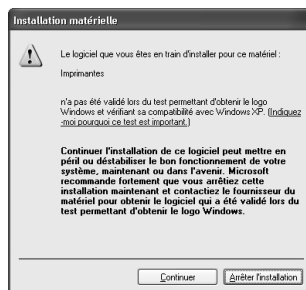 Installation matérielle
Le logiciel que vous êtes en train d'installer pour ce matériel :
Imprimantes
n'a pas été validé lors du test permettant d'obtenir le logo
Windows et vérifiant sa compatibilité avec Windows XP. (Indiquez
-moi pourquoi ce test est important.)
Continuer l'installation de ce logiciel peut mettre en
péril ou déstabiliser le bon fonctionnement de votre
système, maintenant ou dans l'avenir. Microsoft
recommande fortement que vous arrêtiez cette
installation maintenant et contactiez le fournisseur du
matériel pour obtenir le logiciel qui a été validé lors du
test permettant d'obtenir le logo Windows.
Continuer Arrêter l'installation